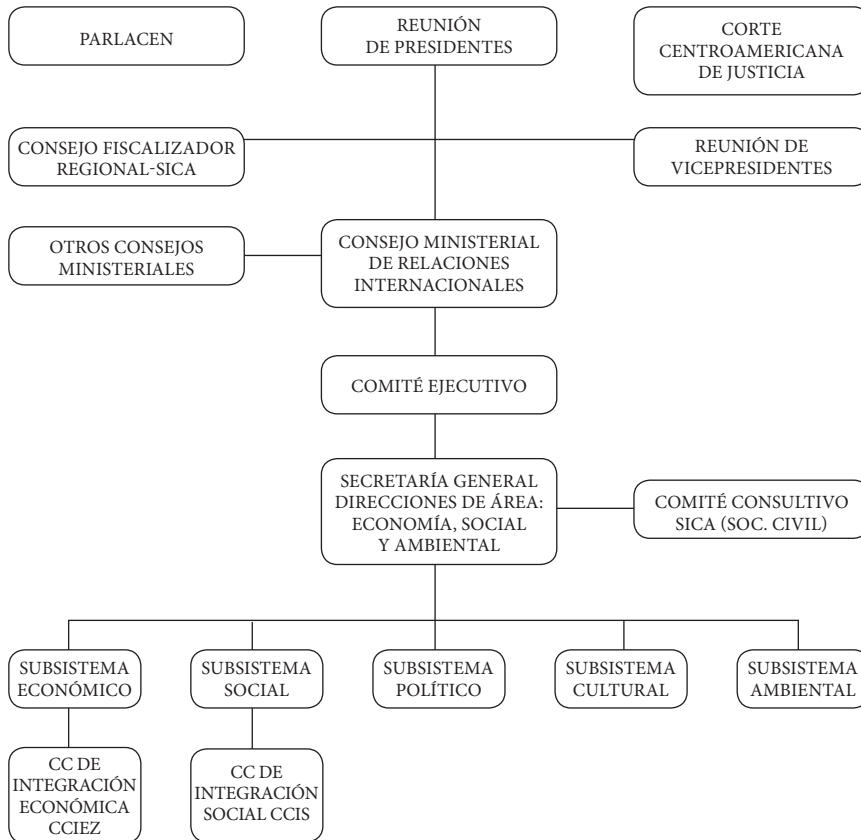 PARLACEN
REUNIÓN
DE PRESIDENTES
CORTE
CENTROAMERICANA
DE JUSTICIA
CONSEJO FISCALIZADOR
REGIONAL-SICA
REUNIÓN DE
VICEPRESIDENTES
OTROS CONSEJOS
MINISTERIALES
CONSEJO MINISTERIAL
DE RELACIONES
INTERNACIONALES
COMITÉ EJECUTIVO
SECRETARÍA GENERAL
DIRECCIONES DE ÁREA:
ECONOMÍA, SOCIAL
Y AMBIENTAL
COMITÉ CONSULTIVO
SICA (SOC. CIVIL)
SUBSISTEMA
ECONÓMICO
SUBSISTEMA
SOCIAL
SUBSISTEMA
POLÍTICO
SUBSISTEMA
CULTURAL
SUBSISTEMA
AMBIENTAL
CC DE
INTEGRACIÓN
ECONÓMICA
CCIEZ
CC DE
INTEGRACIÓN
SOCIAL CCIS